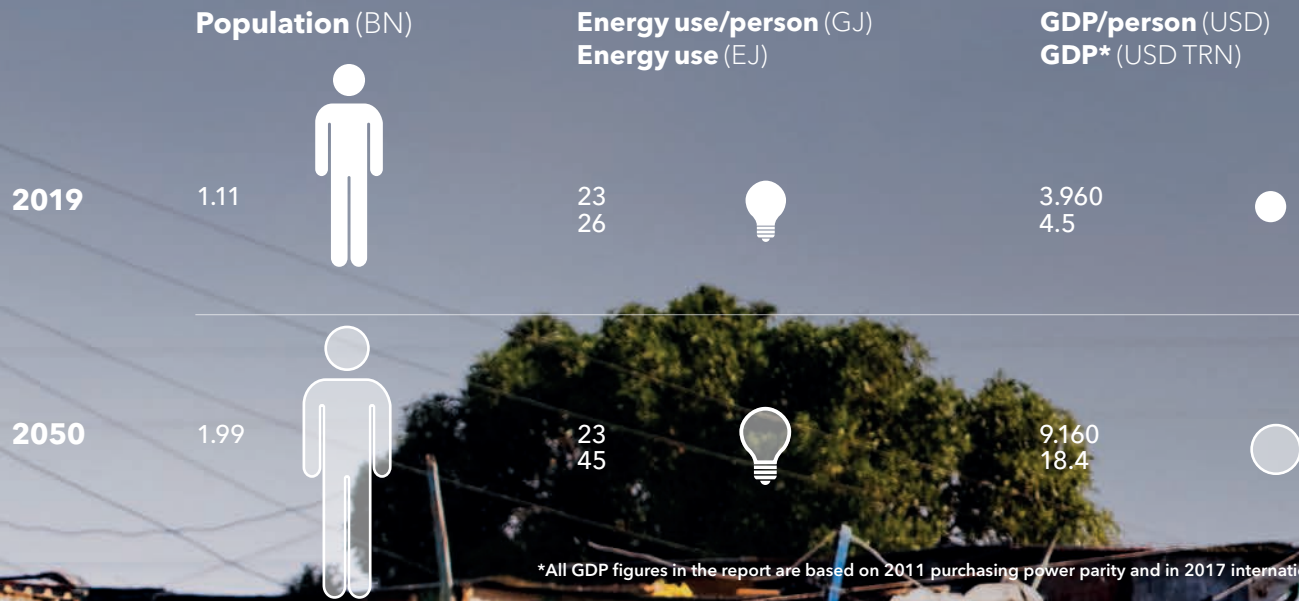 Population (BN)
Energy use/person (GJ)
Energy use (EJ)
GDP/person (USD)
GDP* (USD TRN)
2019
1.11
23
26
3.960
4.5
2050
1.99
23
45
9.160
18.4
*All GDP figures in the report are based on 2011 purchasing power parity and in 2017